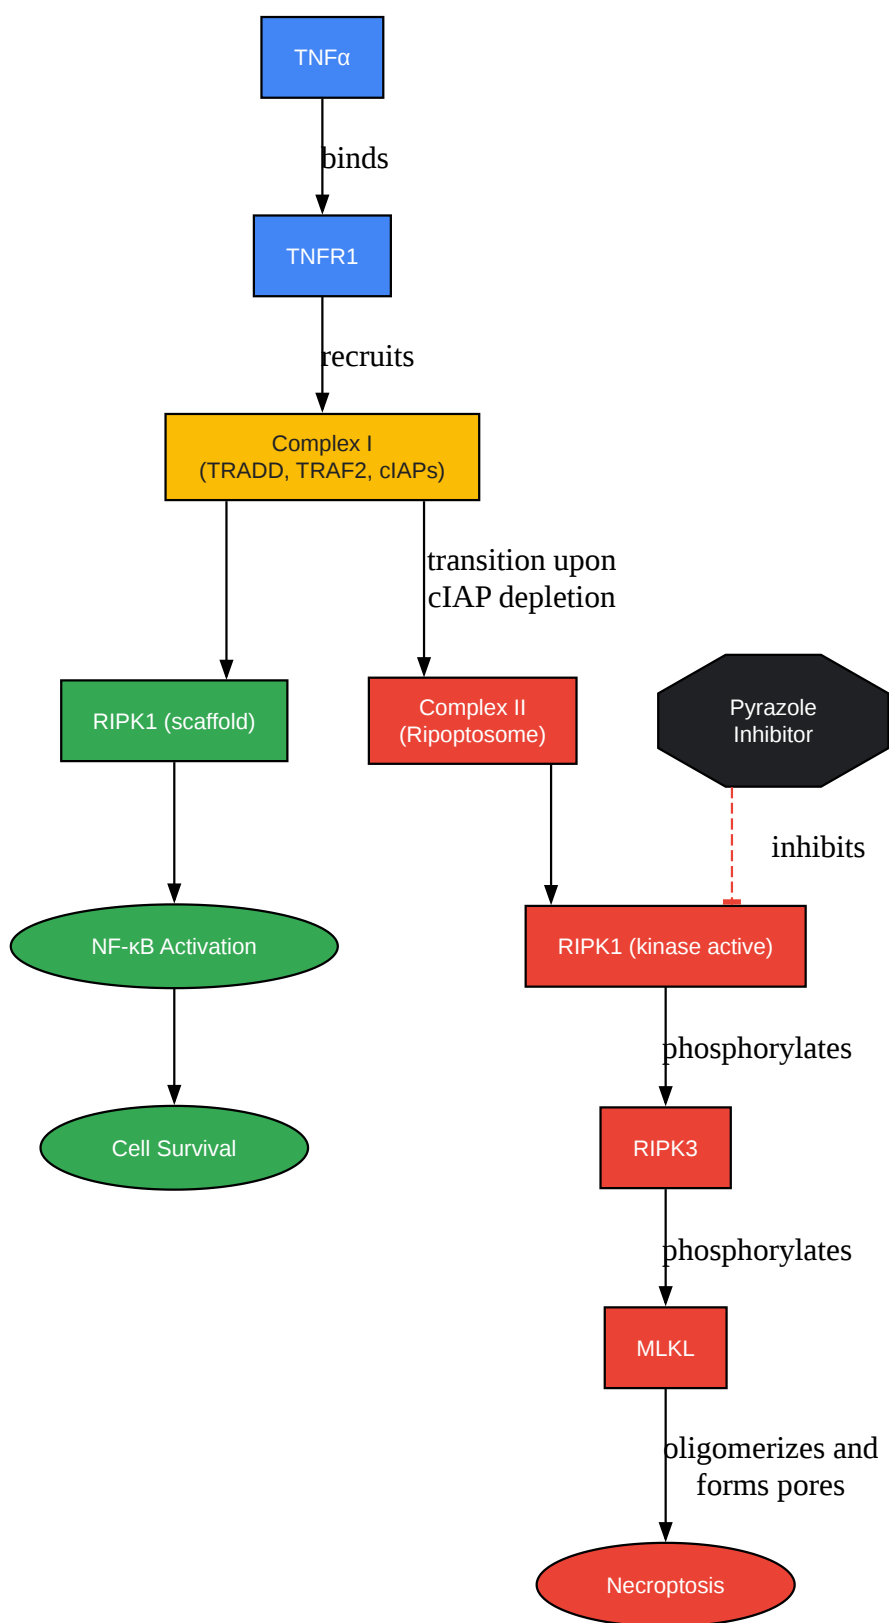 TNFα
binds
TNFR1
recruits
Complex I
(TRADD, TRAF2, cIAPs)
transition upon
cIAP depletion
RIPK1 (scaffold)
Complex II
(Ripoptosome)
Pyrazole
Inhibitor
inhibits
NF-κB Activation
RIPK1 (kinase active)
phosphorylates
Cell Survival
RIPK3
phosphorylates
MLKL
oligomerizes and
forms pores
Necroptosis